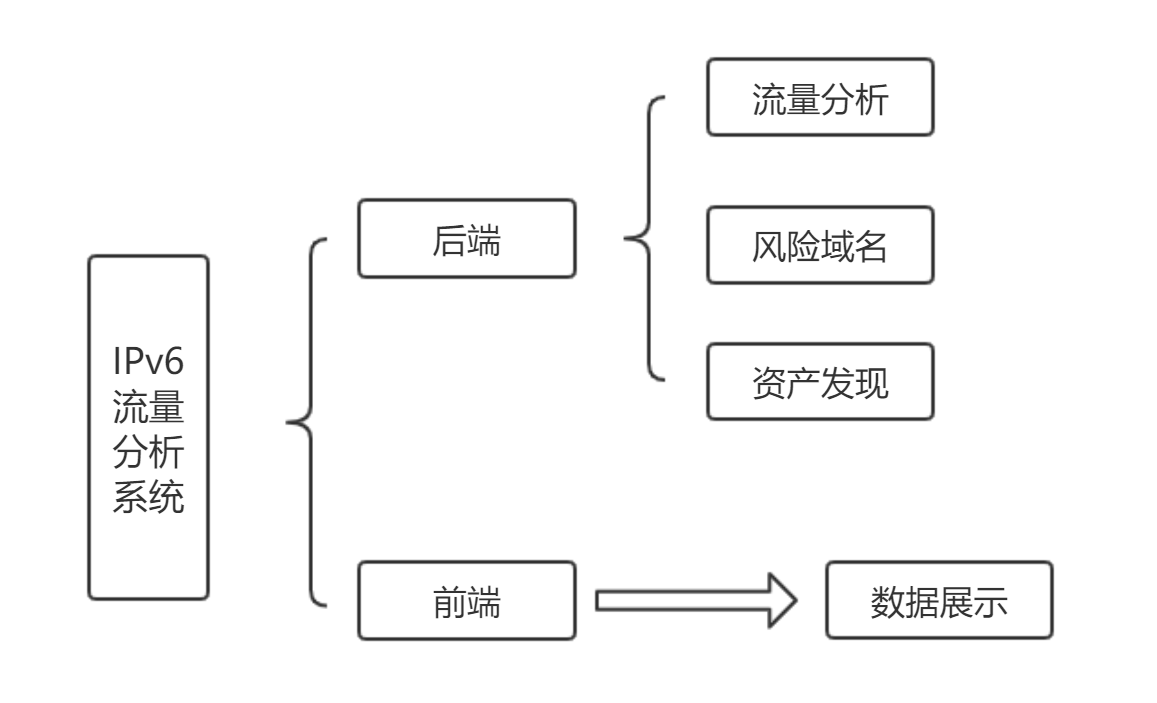 IPv6
流量
分析
系统
后端
流量分析
风险域名
资产发现
前端
数据展示